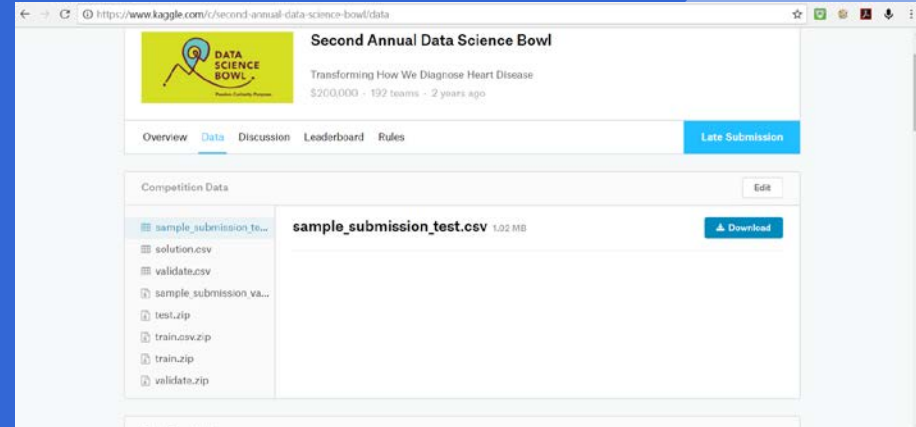 https://www.kaggle.com/c/second-annual-data-science-bowl/data
DATA
SCIENCE
BOWL
Second Annual Data Science Bowl
Transforming How We Diagnose Heart Disease
$200,000 - 192 teams - 2 years ago
Overview Data Discussion Leaderboard Rules Late Submission
Competition Data Edit
sample_submission_te... sample_submission_test.csv 1.02 MB Download
solution.csv
validate.csv
sample_submission_va...
test.zip
train.csv.zip
train.zip
validate.zip